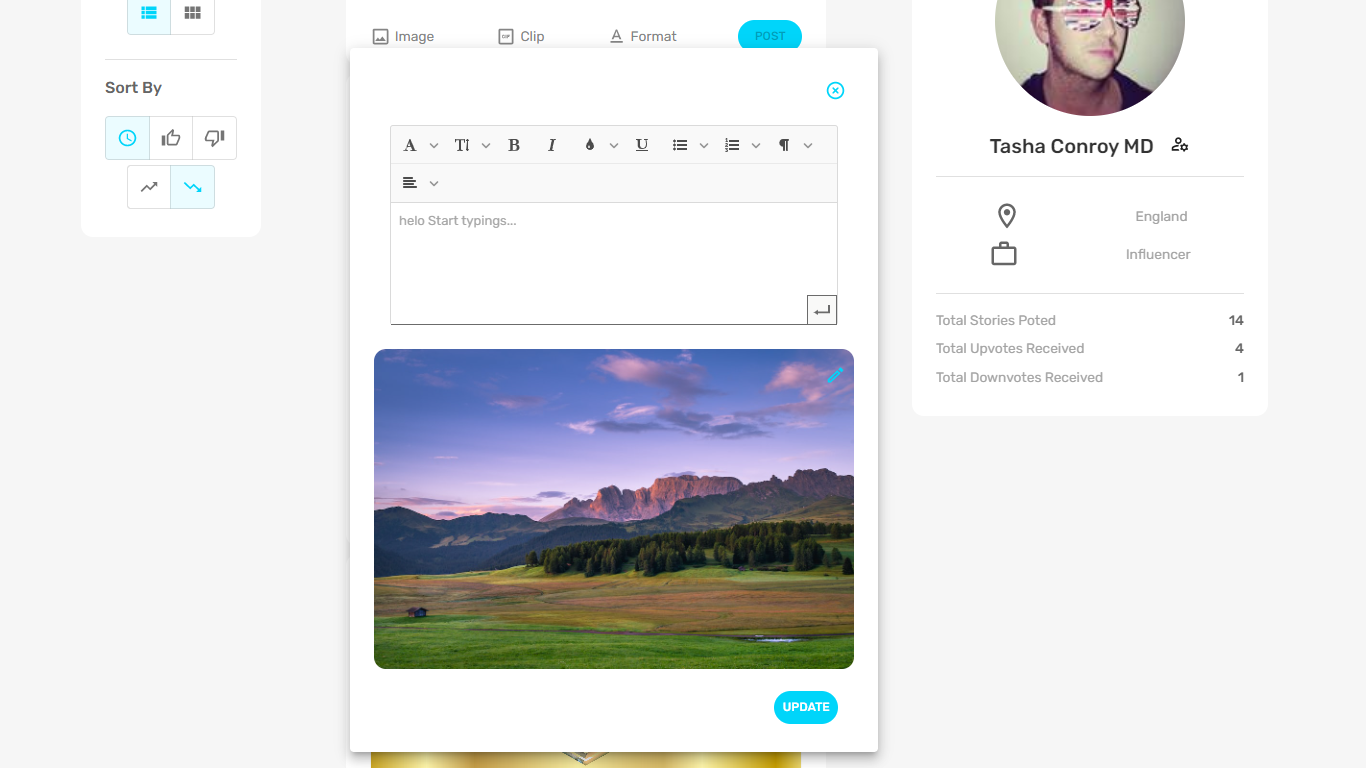 Image
Clip
Format
POST
Sort By
helo Start typings...
UPDATE
Tasha Conroy MD
England
Influencer
Total Stories Poted 14
Total Upvotes Received 4
Total Downvotes Received 1